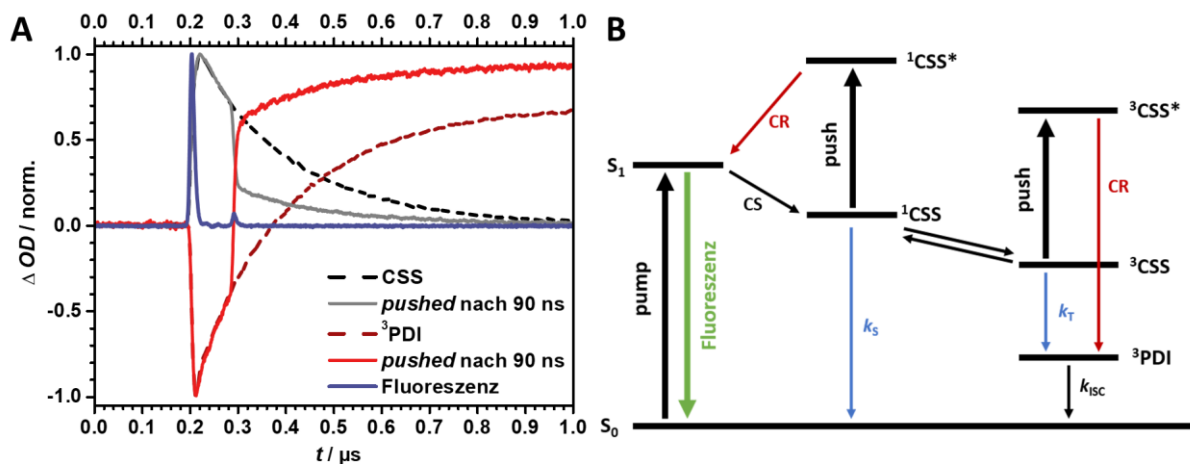 A
0.0 0.1 0.2 0.3 0.4 0.5 0.6 0.7 0.8 0.9 1.0
1.0
0.5
0.0
-0.5
-1.0
Δ OD / norm.
CSS
pushed nach 90 ns
³PDI
pushed nach 90 ns
Fluoreszenz
0.0 0.1 0.2 0.3 0.4 0.5 0.6 0.7 0.8 0.9 1.0
t / µs
B
¹CSS*
³CSS*
CR
push
push
CR
S₁
CS
¹CSS
³CSS
pump
Fluoreszenz
k_S
k_T
³PDI
k_ISC
S₀